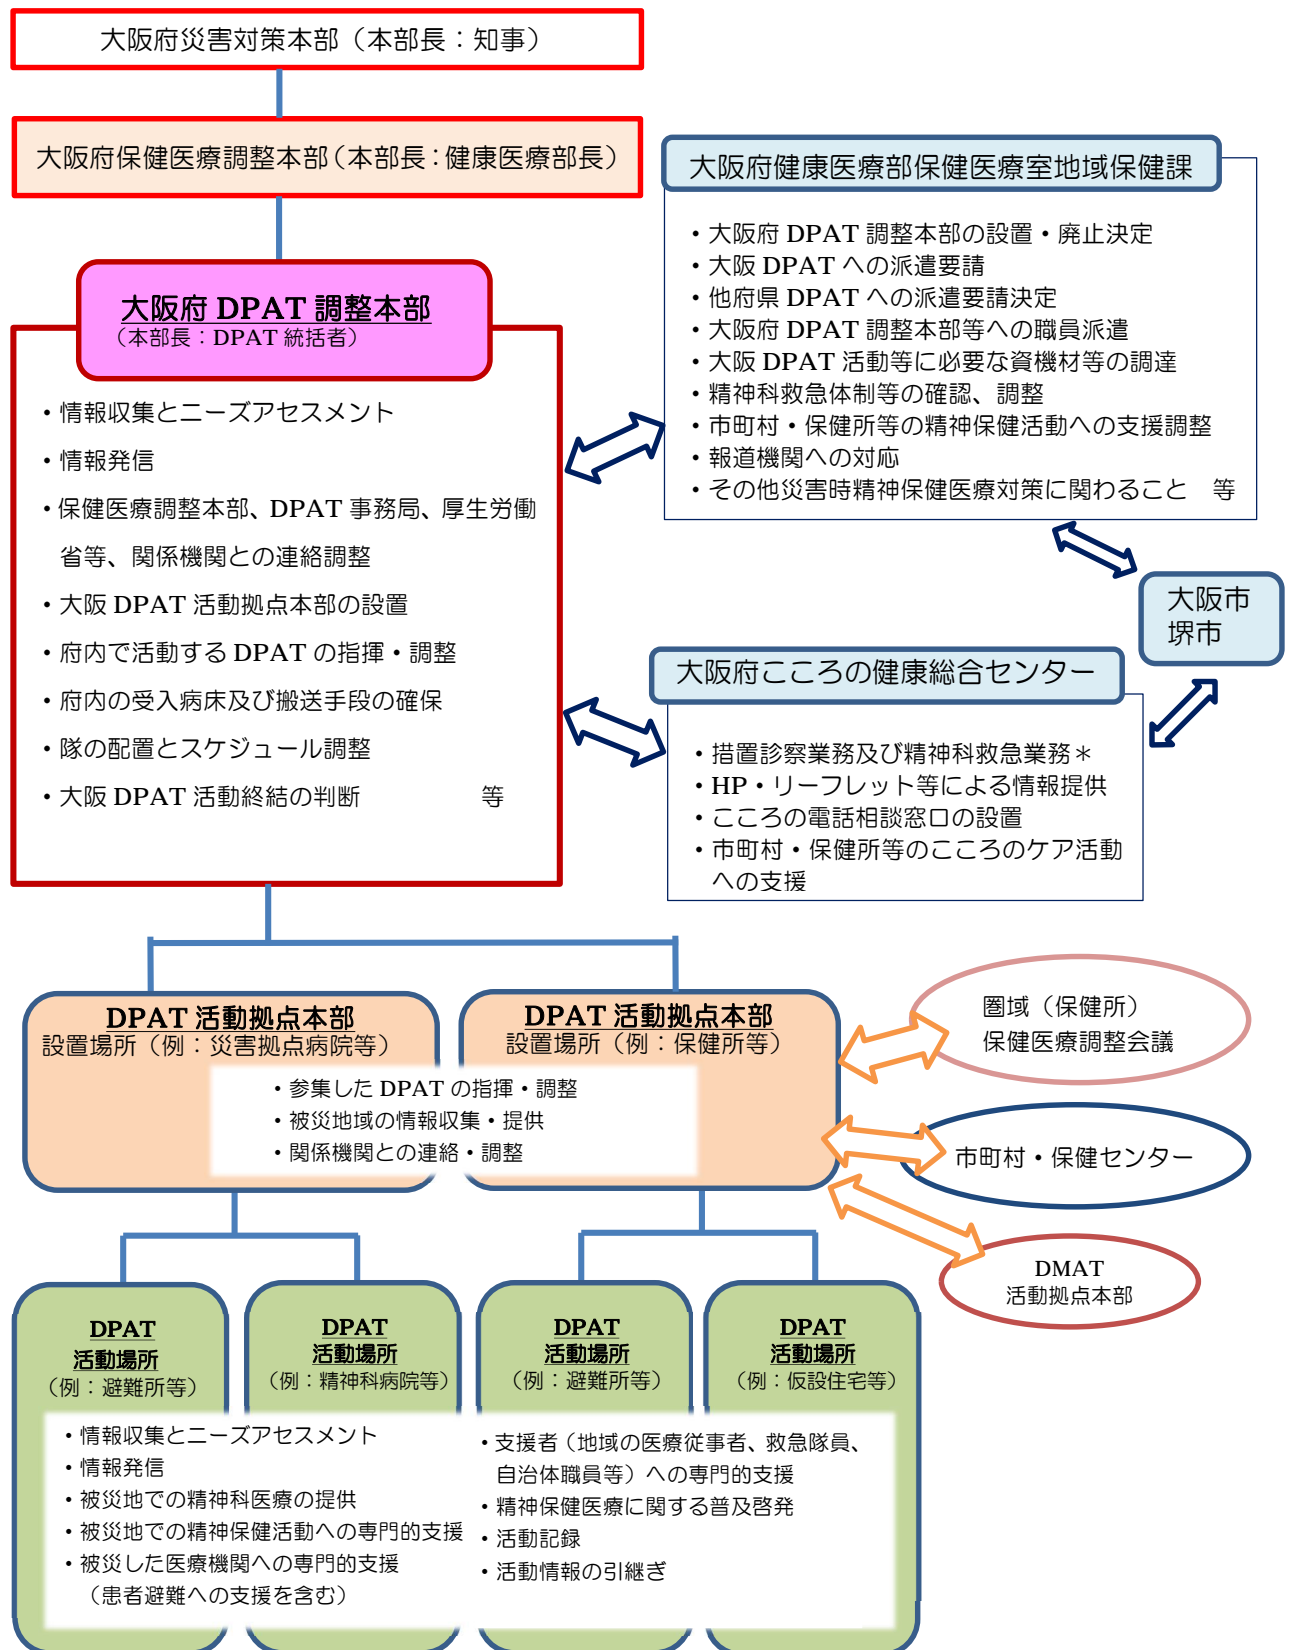 大阪府災害対策本部（本部長：知事）
大阪府保健医療調整本部（本部長：健康医療部長）
大阪府 DPAT 調整本部
（本部長：DPAT 統括者）
・情報収集とニーズアセスメント
・情報発信
・保健医療調整本部、DPAT 事務局、厚生労働
省等、関係機関との連絡調整
・大阪 DPAT 活動拠点本部の設置
・府内で活動する DPAT の指揮・調整
・府内の受入病床及び搬送手段の確保
・隊の配置とスケジュール調整
・大阪 DPAT 活動終結の判断　　　　　等
大阪府健康医療部保健医療室地域保健課
・大阪府 DPAT 調整本部の設置・廃止決定
・大阪 DPAT への派遣要請
・他府県 DPAT への派遣要請決定
・大阪府 DPAT 調整本部等への職員派遣
・大阪 DPAT 活動等に必要な資機材等の調達
・精神科救急体制等の確認、調整
・市町村・保健所等の精神保健活動への支援調整
・報道機関への対応
・その他災害時精神保健医療対策に関わること　等
大阪市
堺市
大阪府こころの健康総合センター
・措置診察業務及び精神科救急業務＊
・HP・リーフレット等による情報提供
・こころの電話相談窓口の設置
・市町村・保健所等のこころのケア活動
への支援
DPAT 活動拠点本部
設置場所（例：災害拠点病院等）
DPAT 活動拠点本部
設置場所（例：保健所等）
・参集した DPAT の指揮・調整
・被災地域の情報収集・提供
・関係機関との連絡・調整
圏域（保健所）
保健医療調整会議
市町村・保健センター
DMAT
活動拠点本部
DPAT
活動場所
（例：避難所等）
DPAT
活動場所
（例：精神科病院等）
DPAT
活動場所
（例：避難所等）
DPAT
活動場所
（例：仮設住宅等）
・情報収集とニーズアセスメント
・情報発信
・被災地での精神科医療の提供
・被災地での精神保健活動への専門的支援
・被災した医療機関への専門的支援
（患者避難への支援を含む）
・支援者（地域の医療従事者、救急隊員、
自治体職員等）への専門的支援
・精神保健医療に関する普及啓発
・活動記録
・活動情報の引継ぎ